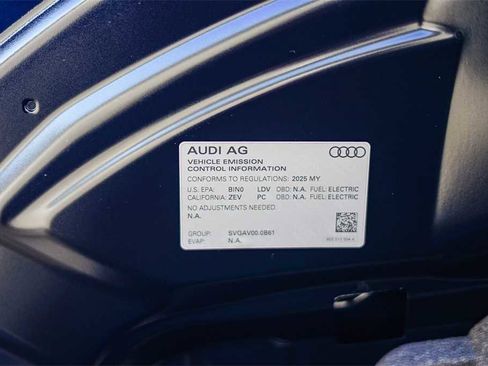 AUDI AG
VEHICLE EMISSION
CONTROL INFORMATION
CONFORMS TO REGULATIONS: 2025 MY
U.S. EPA: BIN0 LDV OBD: N.A. FUEL: ELECTRIC
CALIFORNIA: ZEV PC OBD: N.A. FUEL: ELECTRIC
NO ADJUSTMENTS NEEDED.
N.A.
GROUP: SVGAV00.0B61
EVAP: N.A.